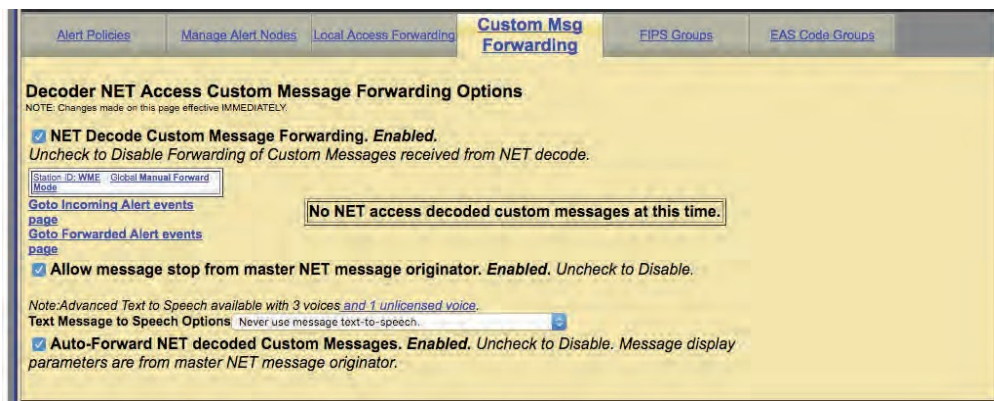 Alert Policies
Manage Alert Nodes
Local Access Forwarding
Custom Msg
Forwarding
FIPS Groups
EAS Code Groups
Decoder NET Access Custom Message Forwarding Options
NOTE: Changes made on this page effective IMMEDIATELY.
NET Decode Custom Message Forwarding. Enabled.
Uncheck to Disable Forwarding of Custom Messages received from NET decode.
Station ID: WME Global Manual Forward
Mode
Goto Incoming Alert events
page
Goto Forwarded Alert events
page
No NET access decoded custom messages at this time.
Allow message stop from master NET message originator. Enabled. Uncheck to Disable.
Note:Advanced Text to Speech available with 3 voices and 1 unlicensed voice.
Text Message to Speech Options Never use message text-to-speech.
Auto-Forward NET decoded Custom Messages. Enabled. Uncheck to Disable. Message display
parameters are from master NET message originator.